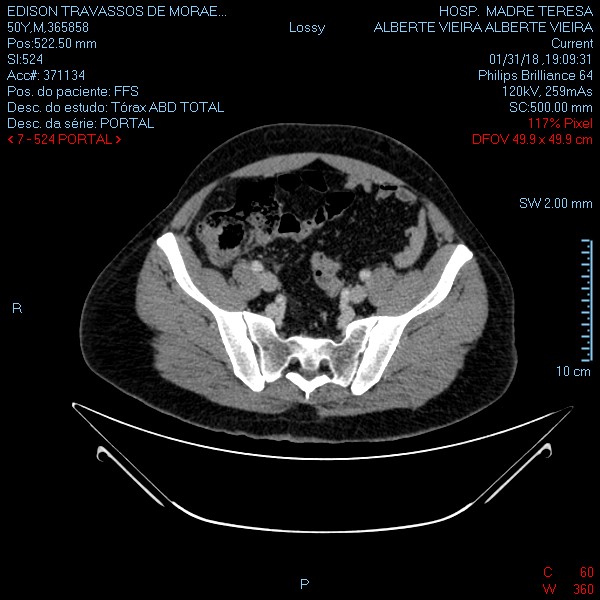 EDISON TRAVASSOS DE MORAE...
50Y,M,365858
Pos:522.50 mm
Sl:524
Acc#: 371134
Pos. do paciente: FFS
Desc. do estudo: Tórax ABD TOTAL
Desc. da série: PORTAL
< 7 - 524 PORTAL >
Lossy
HOSP. MADRE TERESA
ALBERTE VIEIRA ALBERTE VIEIRA
Current
01/31/18 ,19:09:31
Philips Brilliance 64
120kV, 259mAs
SC:500.00 mm
117% Pixel
DFOV 49.9 x 49.9 cm
SW 2.00 mm
R
10 cm
P
C 60
W 360